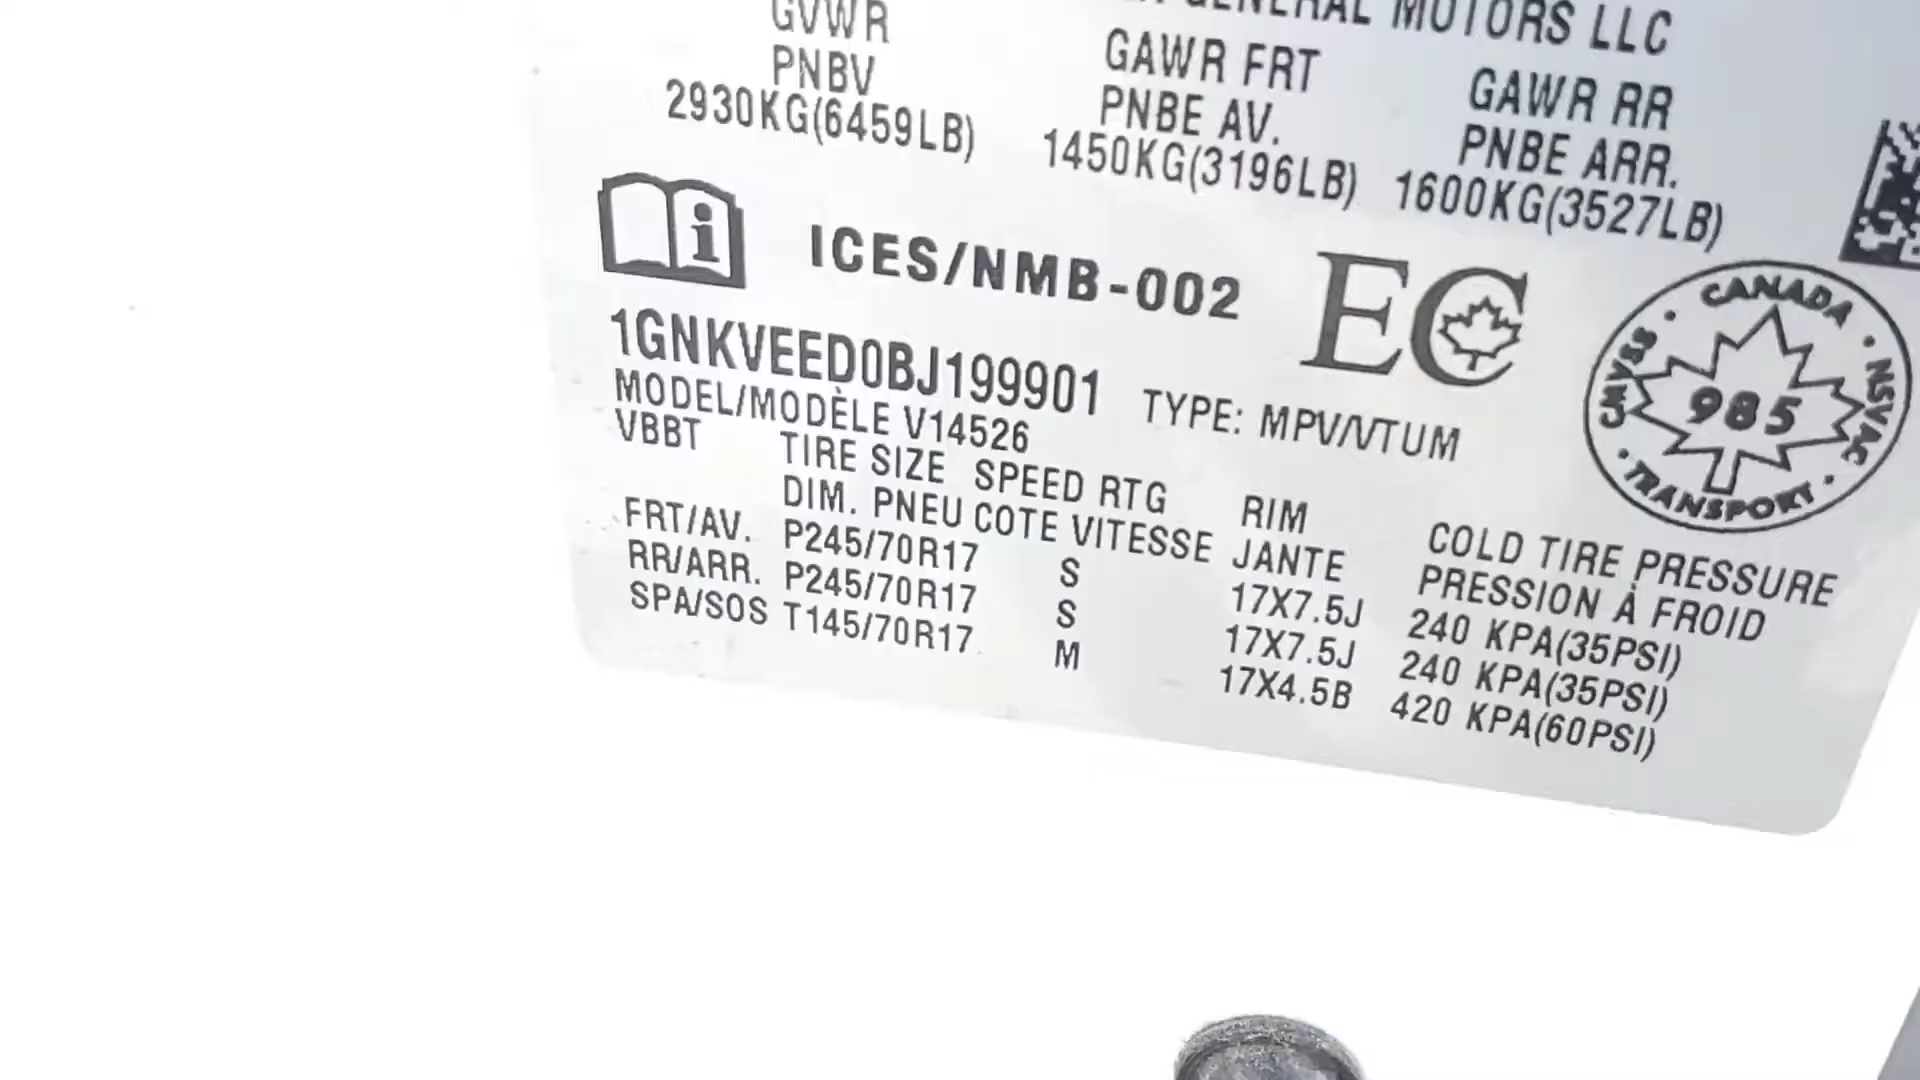 GENERAL MOTORS LLC
GVWR
PNBV
2930KG(6459LB)
GAWR FRT
PNBE AV.
1450KG(3196LB)
GAWR RR
PNBE ARR.
1600KG(3527LB)
i ICES/NMB-002 EC
CANADA · NSVAC · TRANSPORT · CMVSS ·
985
1GNKVEED0BJ199901 TYPE: MPV/VTUM
MODEL/MODÈLE V14526
VBBT TIRE SIZE SPEED RTG RIM COLD TIRE PRESSURE
DIM. PNEU COTE VITESSE JANTE PRESSION À FROID
FRT/AV. P245/70R17 S 17X7.5J 240 KPA(35PSI)
RR/ARR. P245/70R17 S 17X7.5J 240 KPA(35PSI)
SPA/SOS T145/70R17 M 17X4.5B 420 KPA(60PSI)